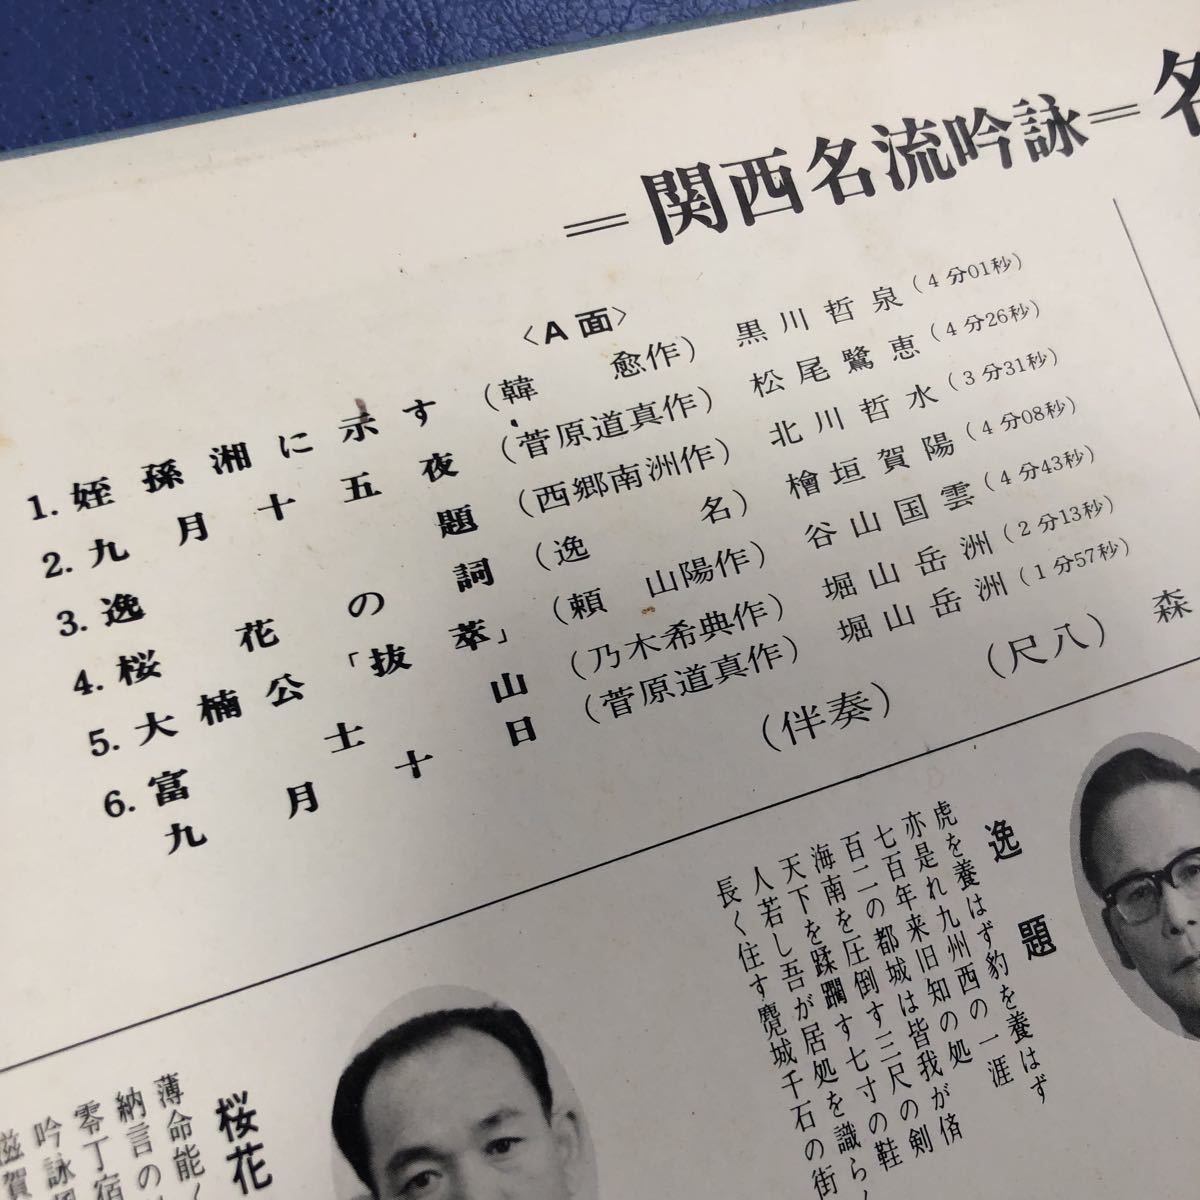 ＝関西名流吟詠＝ 名
〈A面〉
1. 姪孫湘に示す (韓愈作) 黒川哲泉 (4分01秒)
2. 九月十五夜 (菅原道真作) 松尾鷺恵 (4分26秒)
3. 逸題 (西郷南洲作) 北川哲水 (3分31秒)
4. 桜花の詞 (逸名) 檜垣賀陽 (4分08秒)
5. 大楠公「抜萃」 (頼山陽作) 谷山国雲 (4分43秒)
6. 富士山 (乃木希典作) 堀山岳洲 (2分13秒)
九月十日 (菅原道真作) 堀山岳洲 (1分57秒)
(伴奏) (尺八) 森
逸題
虎を養はず豹を養はず
亦是れ九州西の一涯
七百年来旧知の処
百二の都城は皆我が儕
海南を圧倒す三尺の剣
天下を蹂躙す七寸の鞋
人若し吾が居処を識ら
長く住す麑城千石の街
桜花
薄命能く
納言の
零丁宿
吟詠
滋賀